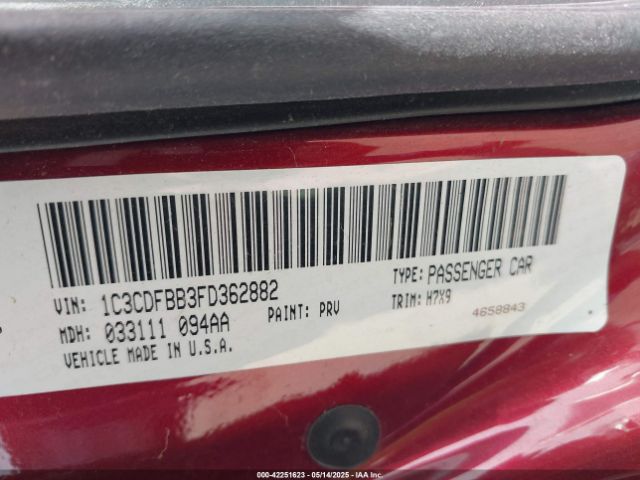 VIN: 1C3CDFBB3FD362882 TYPE: PASSENGER CAR
MDH: 033111 094AA PAINT: PRV TRIM: H7X9
VEHICLE MADE IN U.S.A. 4658843
000-42251623 | 05/14/2025 | IAA Inc.